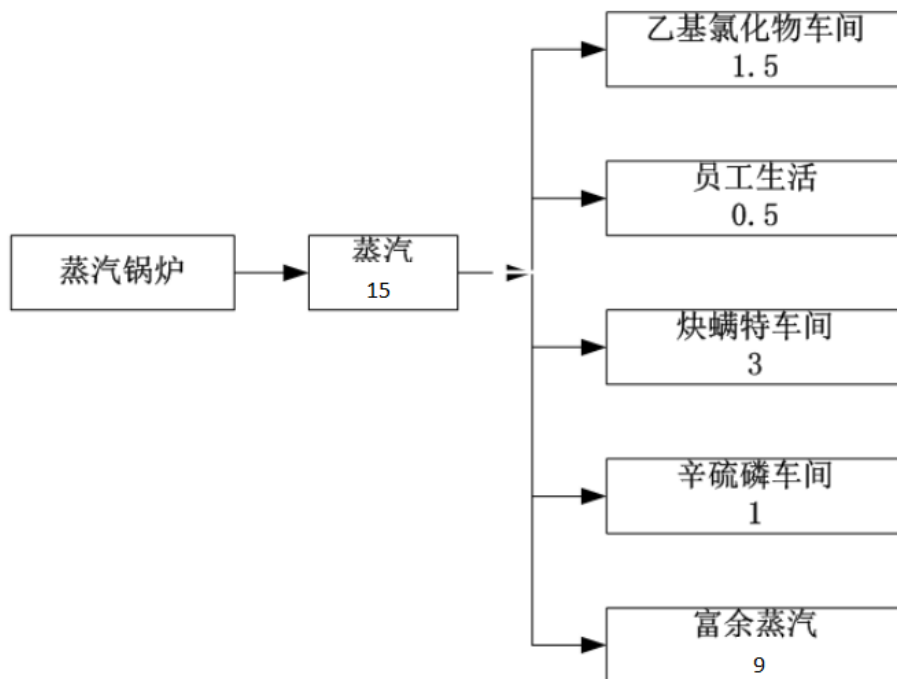 蒸汽锅炉
蒸汽
15
乙基氯化物车间
1.5
员工生活
0.5
炔螨特车间
3
辛硫磷车间
1
富余蒸汽
9